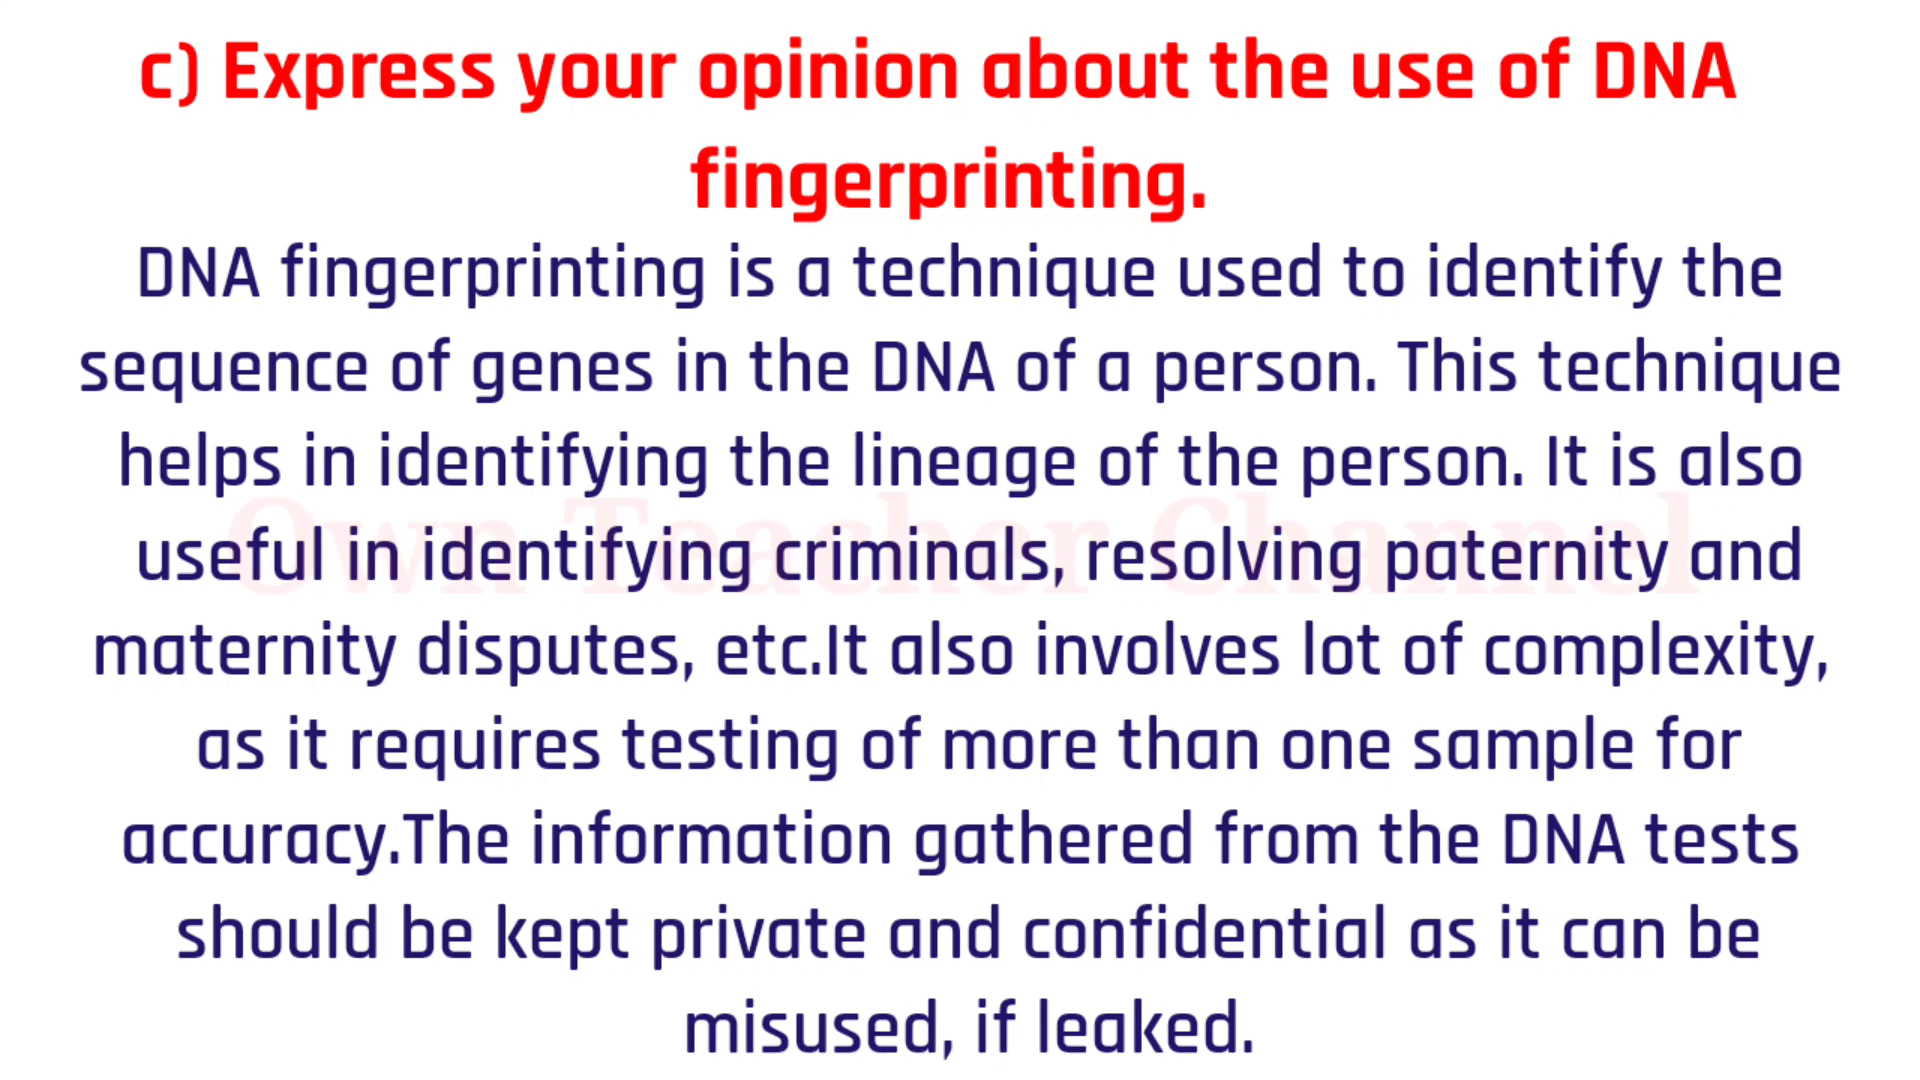 c) Express your opinion about the use of DNA
fingerprinting.
DNA fingerprinting is a technique used to identify the
sequence of genes in the DNA of a person. This technique
helps in identifying the lineage of the person. It is also
Own Teacher Channel
useful in identifying criminals, resolving paternity and
maternity disputes, etc.It also involves lot of complexity,
as it requires testing of more than one sample for
accuracy.The information gathered from the DNA tests
should be kept private and confidential as it can be
misused, if leaked.